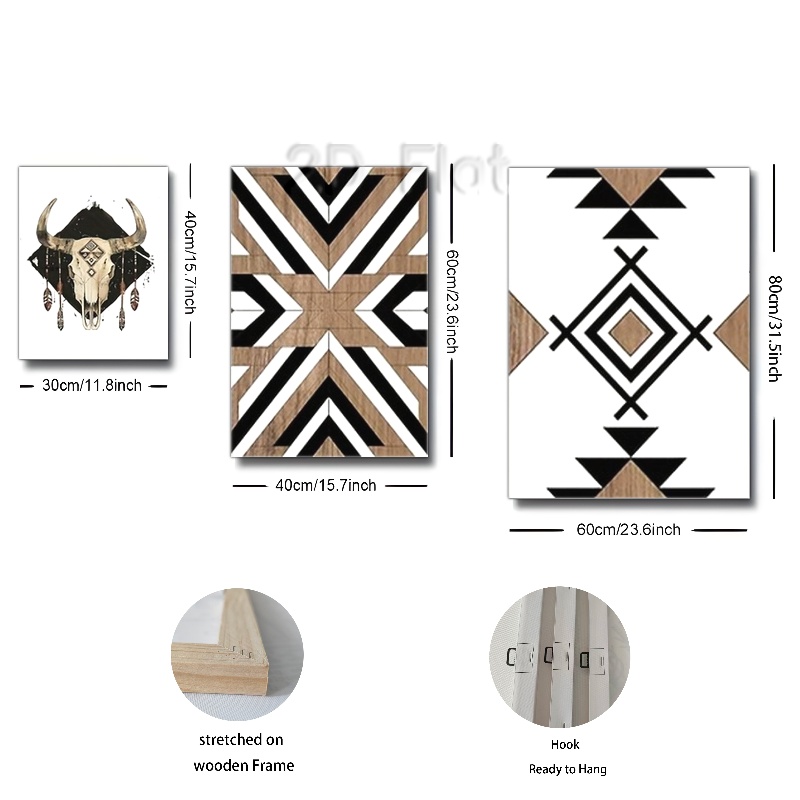 3D Flat
40cm/15.7inch
30cm/11.8inch
60cm/23.6inch
40cm/15.7inch
80cm/31.5inch
60cm/23.6inch
stretched on
wooden Frame
Hook
Ready to Hang